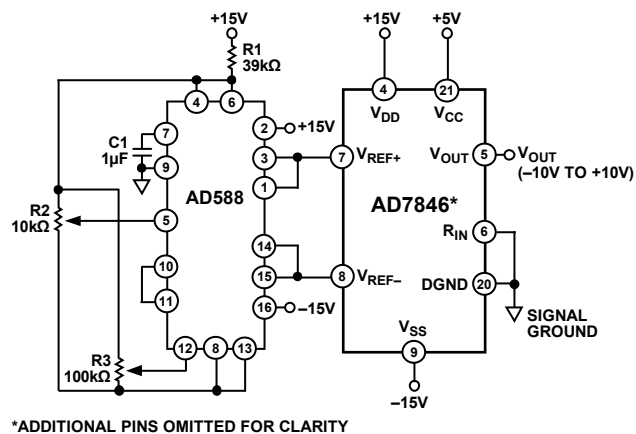 +15V
+15V
+5V
R1
39kΩ
4
6
4
21
VDD
VCC
7
2
+15V
C1
1µF
3
7
VREF+
VOUT
5
VOUT
(–10V TO +10V)
9
1
AD588
AD7846*
R2
10kΩ
5
RIN
6
14
10
15
8
VREF–
DGND
20
11
16
–15V
SIGNAL
GROUND
VSS
R3
100kΩ
12
8
13
9
–15V
*ADDITIONAL PINS OMITTED FOR CLARITY